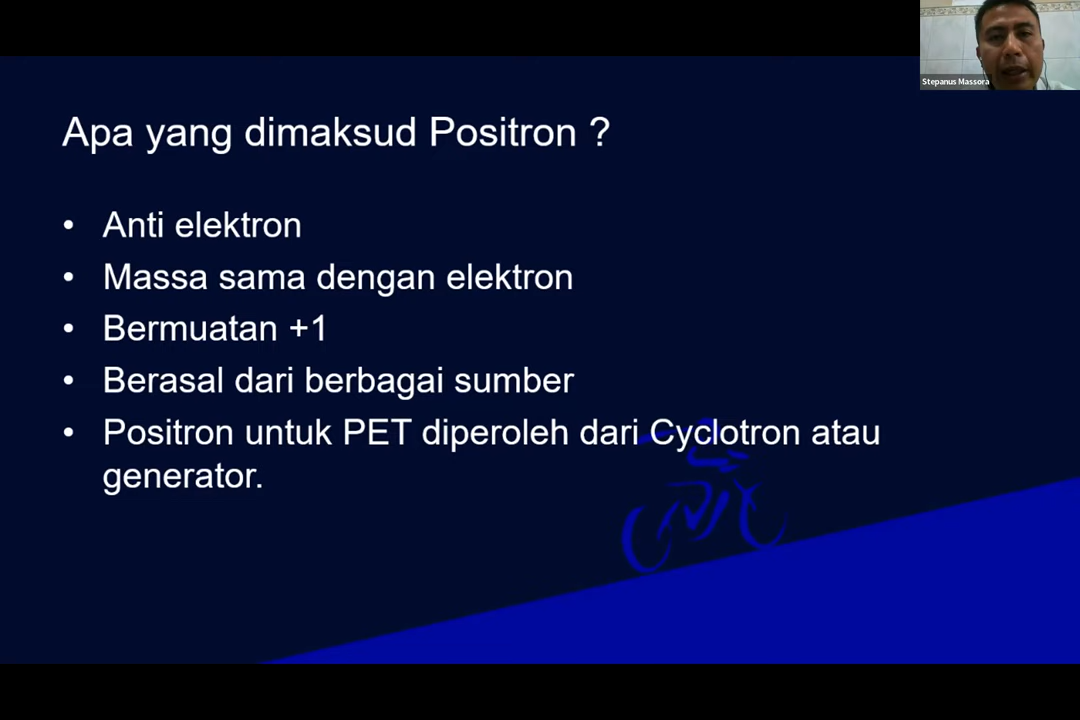 Stepanus Massora
Apa yang dimaksud Positron ?
• Anti elektron
• Massa sama dengan elektron
• Bermuatan +1
• Berasal dari berbagai sumber
• Positron untuk PET diperoleh dari Cyclotron atau
generator.